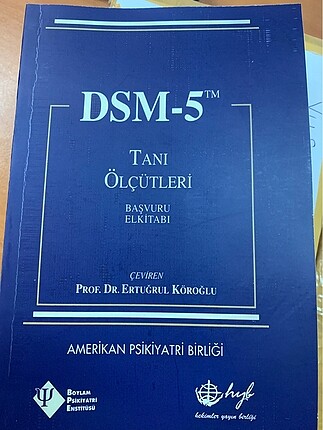 DSM-5™
TANI
ÖLÇÜTLERİ
BAŞVURU
ELKİTABI
ÇEVİREN
PROF. DR. ERTUĞRUL KÖROĞLU
AMERİKAN PSİKİYATRİ BİRLİĞİ
Ψ
BOYLAM
PSİKİYATRİ
ENSTİTÜSÜ
hyb
hekimler yayın birliği